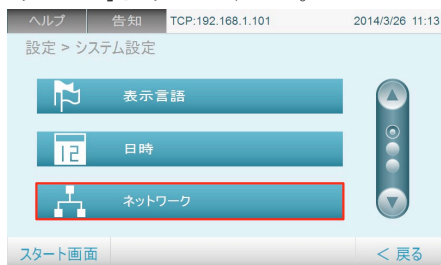 ヘルプ 告知 TCP:192.168.1.101 2014/3/26 11:13
設定 > システム設定
表示言語
12 日時
ネットワーク
スタート画面 < 戻る